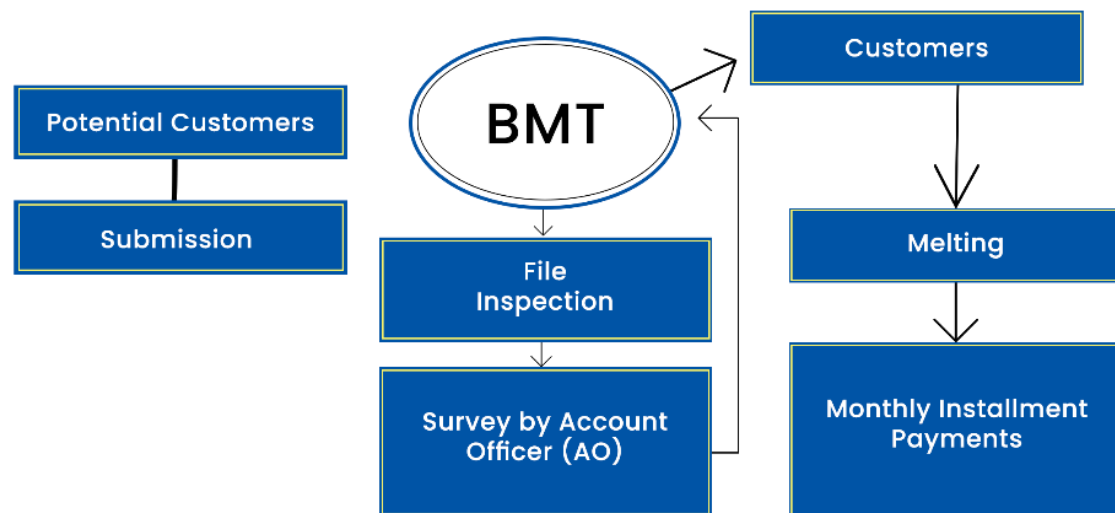 Potential Customers
Submission
BMT
File
Inspection
Survey by Account
Officer (AO)
Customers
Melting
Monthly Installment
Payments